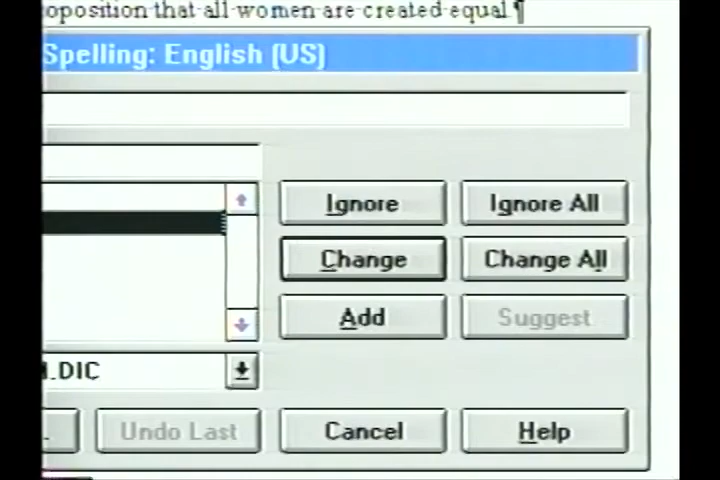 oposition that all women are created equal.¶
Spelling: English (US)
Ignore
Ignore All
Change
Change All
Add
Suggest
.DIC
Undo Last
Cancel
Help